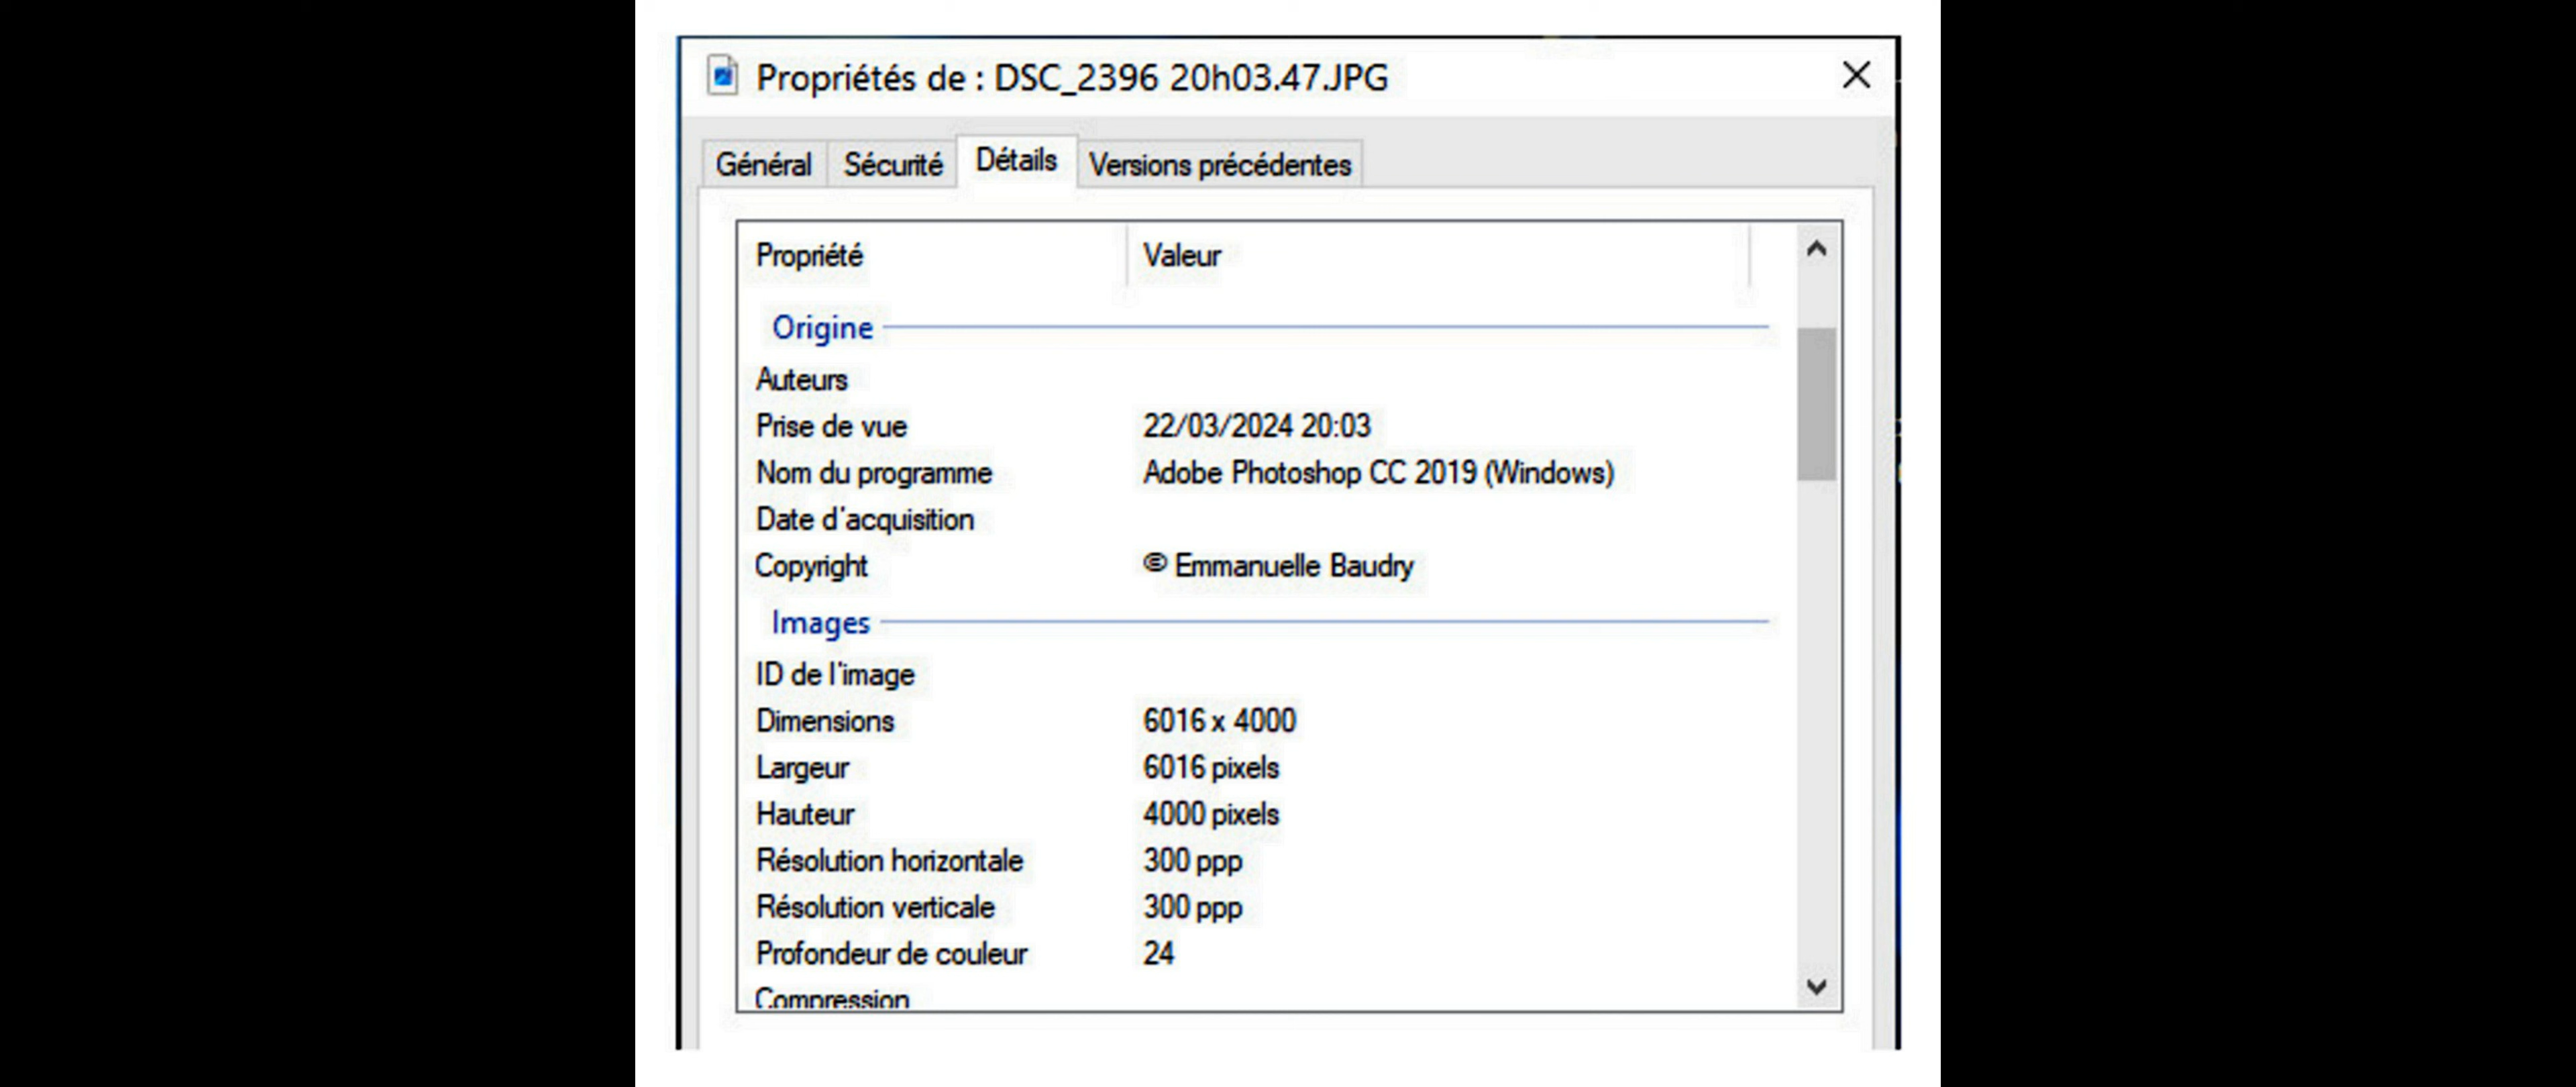 Propriétés de : DSC_2396 20h03.47.JPG
Général Sécurité Détails Versions précédentes
Propriété Valeur
Origine
Auteurs
Prise de vue 22/03/2024 20:03
Nom du programme Adobe Photoshop CC 2019 (Windows)
Date d'acquisition
Copyright © Emmanuelle Baudry
Images
ID de l'image
Dimensions 6016 x 4000
Largeur 6016 pixels
Hauteur 4000 pixels
Résolution horizontale 300 ppp
Résolution verticale 300 ppp
Profondeur de couleur 24
Compression